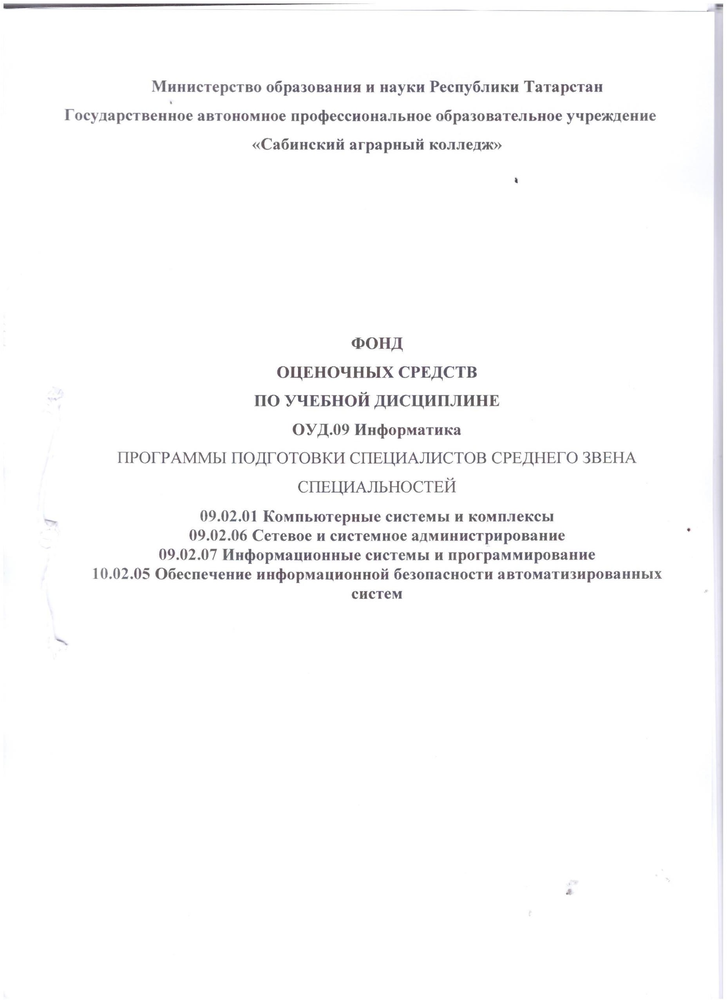 Министерство образования и науки Республики Татарстан
Государственное автономное профессиональное образовательное учреждение
«Сабинский аграрный колледж»
ФОНД
ОЦЕНОЧНЫХ СРЕДСТВ
ПО УЧЕБНОЙ ДИСЦИПЛИНЕ
ОУД.09 Информатика
ПРОГРАММЫ ПОДГОТОВКИ СПЕЦИАЛИСТОВ СРЕДНЕГО ЗВЕНА
СПЕЦИАЛЬНОСТЕЙ
09.02.01 Компьютерные системы и комплексы
09.02.06 Сетевое и системное администрирование
09.02.07 Информационные системы и программирование
10.02.05 Обеспечение информационной безопасности автоматизированных
систем